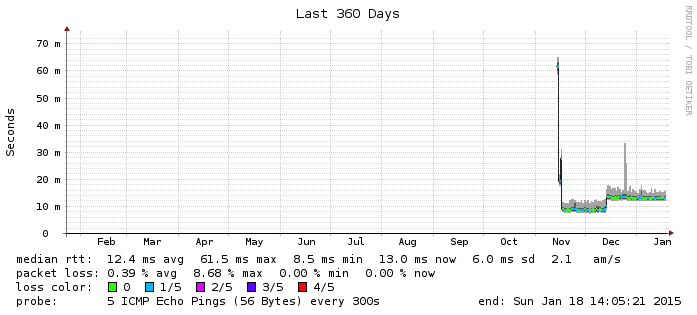 Last 360 Days
RRDTOOL / TOBI OETIKER
Seconds
70 m
60 m
50 m
40 m
30 m
20 m
10 m
0
Feb Mar Apr May Jun Jul Aug Sep Oct Nov Dec Jan
median rtt: 12.4 ms avg 61.5 ms max 8.5 ms min 13.0 ms now 6.0 ms sd 2.1 am/s
packet loss: 0.39 % avg 8.68 % max 0.00 % min 0.00 % now
loss color: 0 1/5 2/5 3/5 4/5
probe: 5 ICMP Echo Pings (56 Bytes) every 300s end: Sun Jan 18 14:05:21 2015